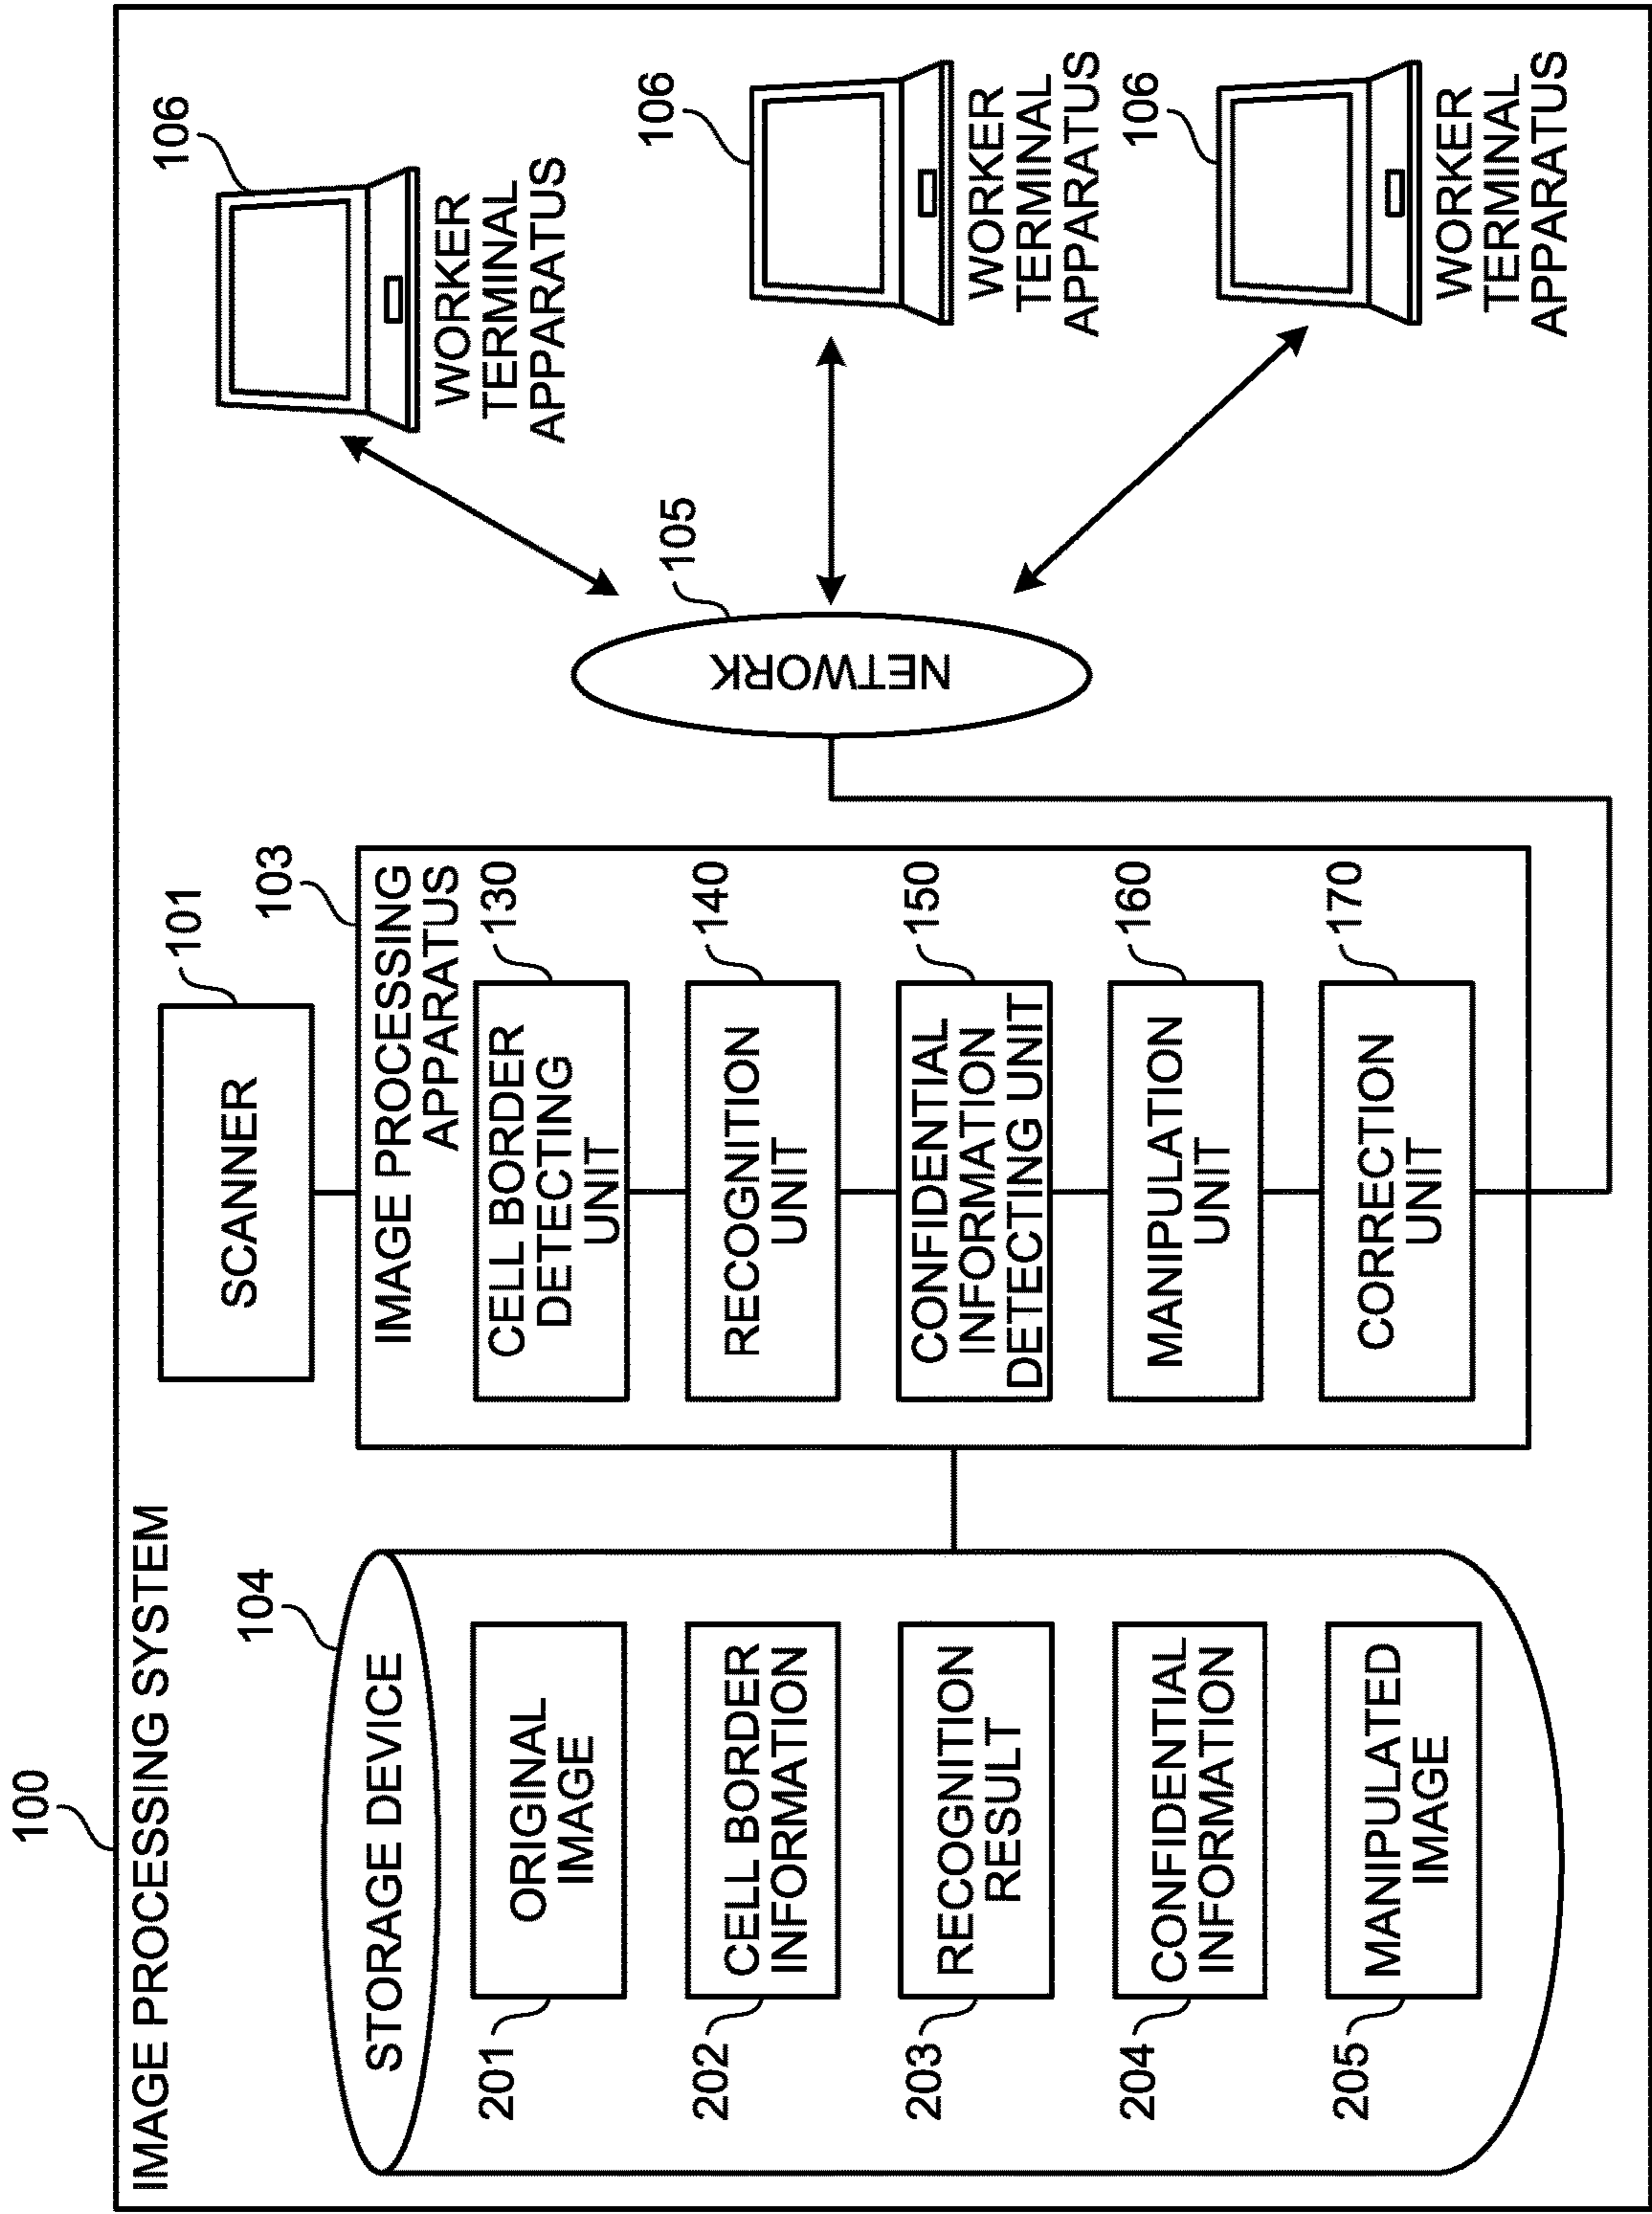 100
IMAGE PROCESSING SYSTEM
104
STORAGE DEVICE
201
ORIGINAL
IMAGE
202
CELL BORDER
INFORMATION
203
RECOGNITION
RESULT
204
CONFIDENTIAL
INFORMATION
205
MANIPULATED
IMAGE
101
SCANNER
103
IMAGE PROCESSING
APPARATUS
130
CELL BORDER
DETECTING
UNIT
140
RECOGNITION
UNIT
150
CONFIDENTIAL
INFORMATION
DETECTING UNIT
160
MANIPULATION
UNIT
170
CORRECTION
UNIT
105
NETWORK
106
WORKER
TERMINAL
APPARATUS
106
WORKER
TERMINAL
APPARATUS
106
WORKER
TERMINAL
APPARATUS